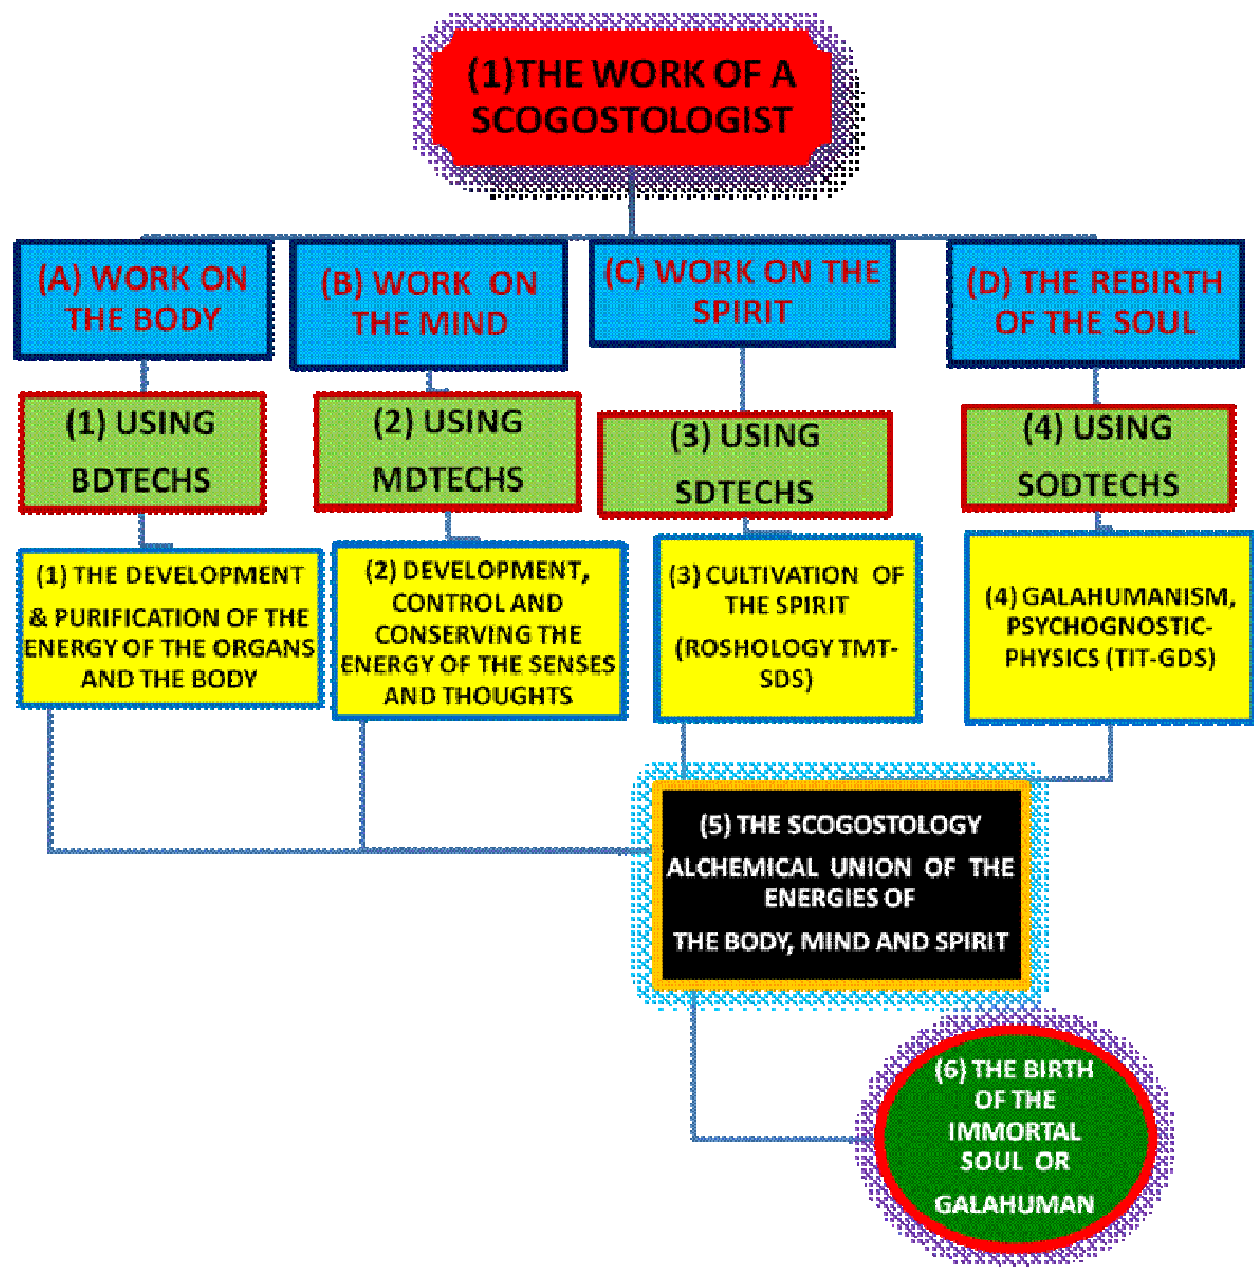 (1)THE WORK OF A
SCOGOSTOLOGIST
(A) WORK ON
THE BODY
(B) WORK ON
THE MIND
(C) WORK ON THE
SPIRIT
(D) THE REBIRTH
OF THE SOUL
(1) USING
BDTECHS
(2) USING
MDTECHS
(3) USING
SDTECHS
(4) USING
SODTECHS
(1) THE DEVELOPMENT
& PURIFICATION OF THE
ENERGY OF THE ORGANS
AND THE BODY
(2) DEVELOPMENT,
CONTROL AND
CONSERVING THE
ENERGY OF THE SENSES
AND THOUGHTS
(3) CULTIVATION OF
THE SPIRIT
(ROSHOLOGY TMT-
SDS)
(4) GALAHUMANISM,
PSYCHOGNOSTIC-
PHYSICS (TIT-GDS)
(5) THE SCOGOSTOLOGY
ALCHEMICAL UNION OF THE
ENERGIES OF
THE BODY, MIND AND SPIRIT
(6) THE BIRTH
OF THE
IMMORTAL
SOUL OR
GALAHUMAN